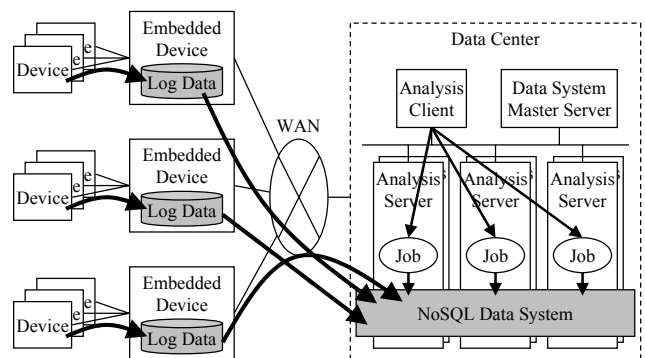 Embedded
Device
Log Data
Device
e
e
Embedded
Device
Log Data
Device
e
e
Embedded
Device
Log Data
Device
e
e
WAN
Data Center
Analysis
Client
Data System
Master Server
Analysis
Server
Job
Analysis
Server
Job
Analysis
Server
Job
NoSQL Data System